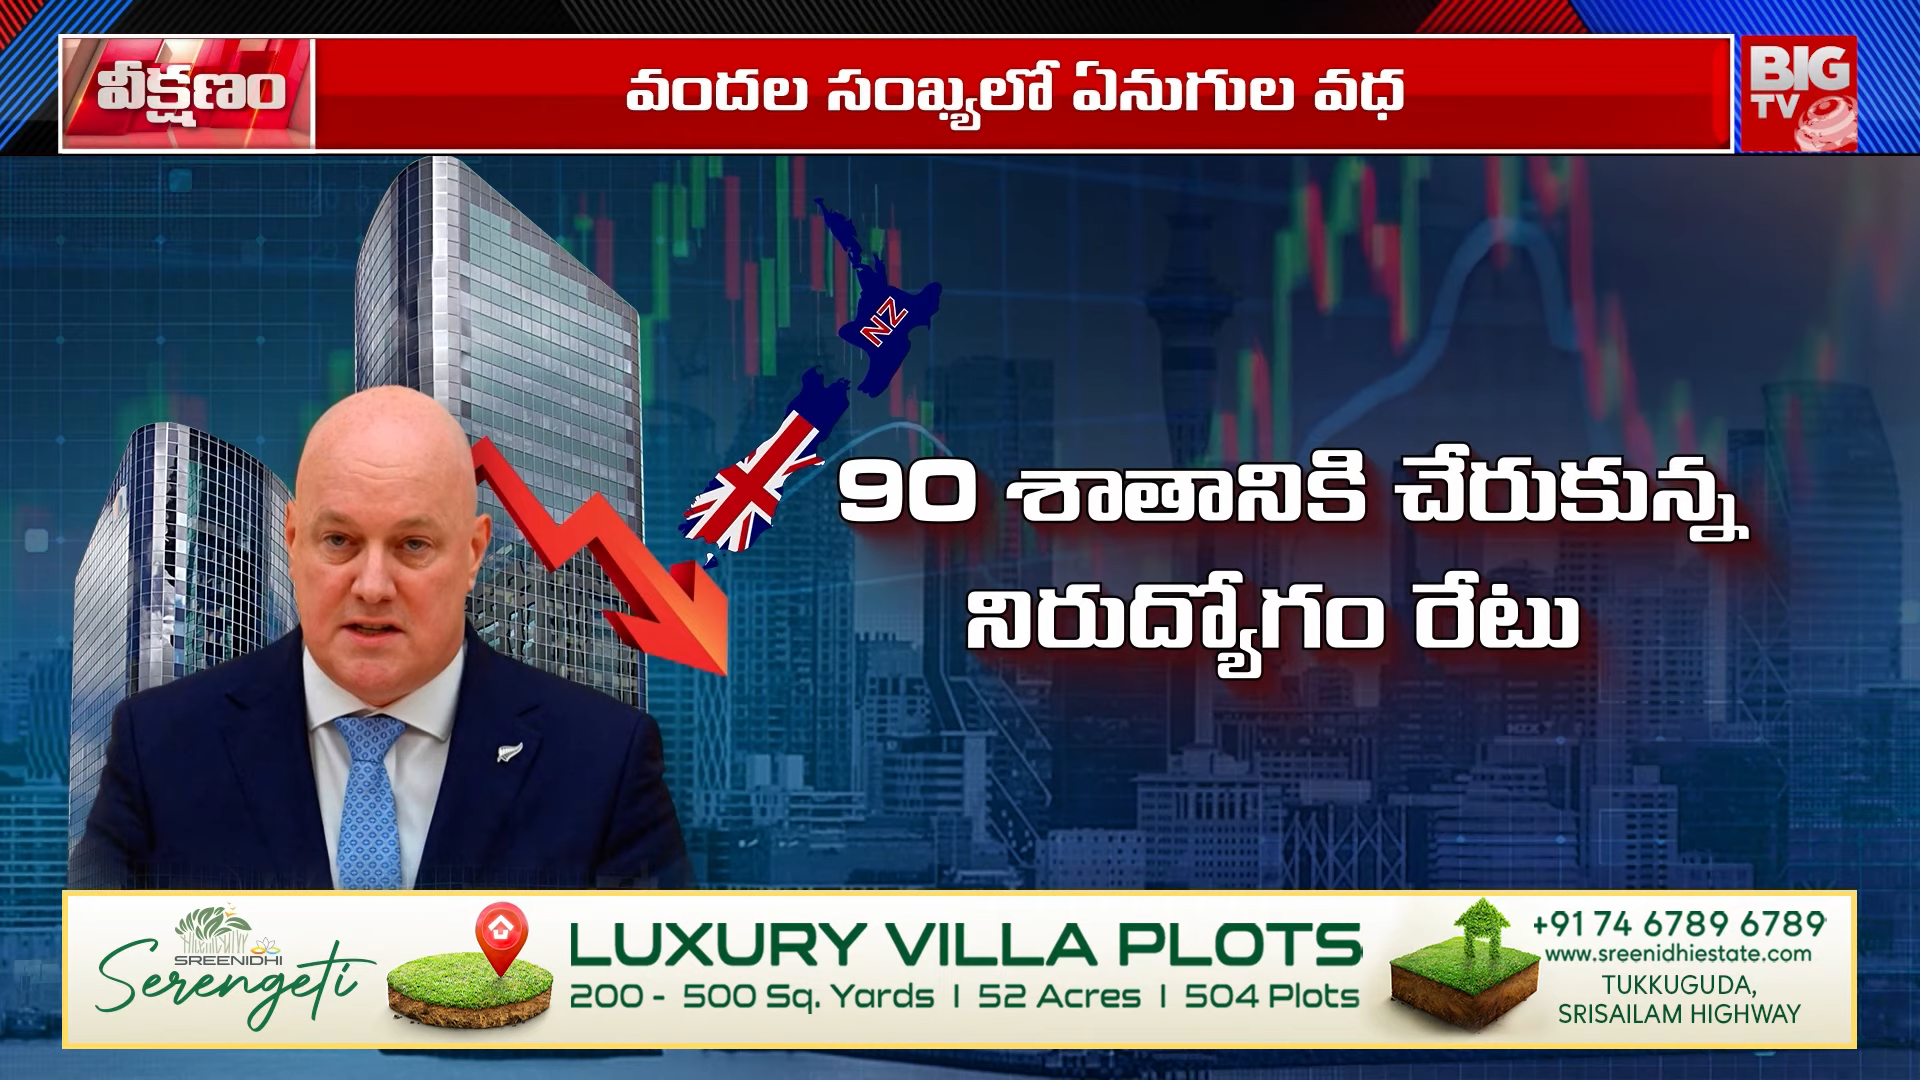 వీక్షణం
వందల సంఖ్యలో ఏనుగుల వధ
BIG
TV
NZ
90 శాతానికి చేరుకున్న
నిరుద్యోగం రేటు
SREENIDHI
Serengeti
LUXURY VILLA PLOTS
200 - 500 Sq. Yards I 52 Acres I 504 Plots
+91 74 6789 6789
www.sreenidhiestate.com
TUKKUGUDA,
SRISAILAM HIGHWAY